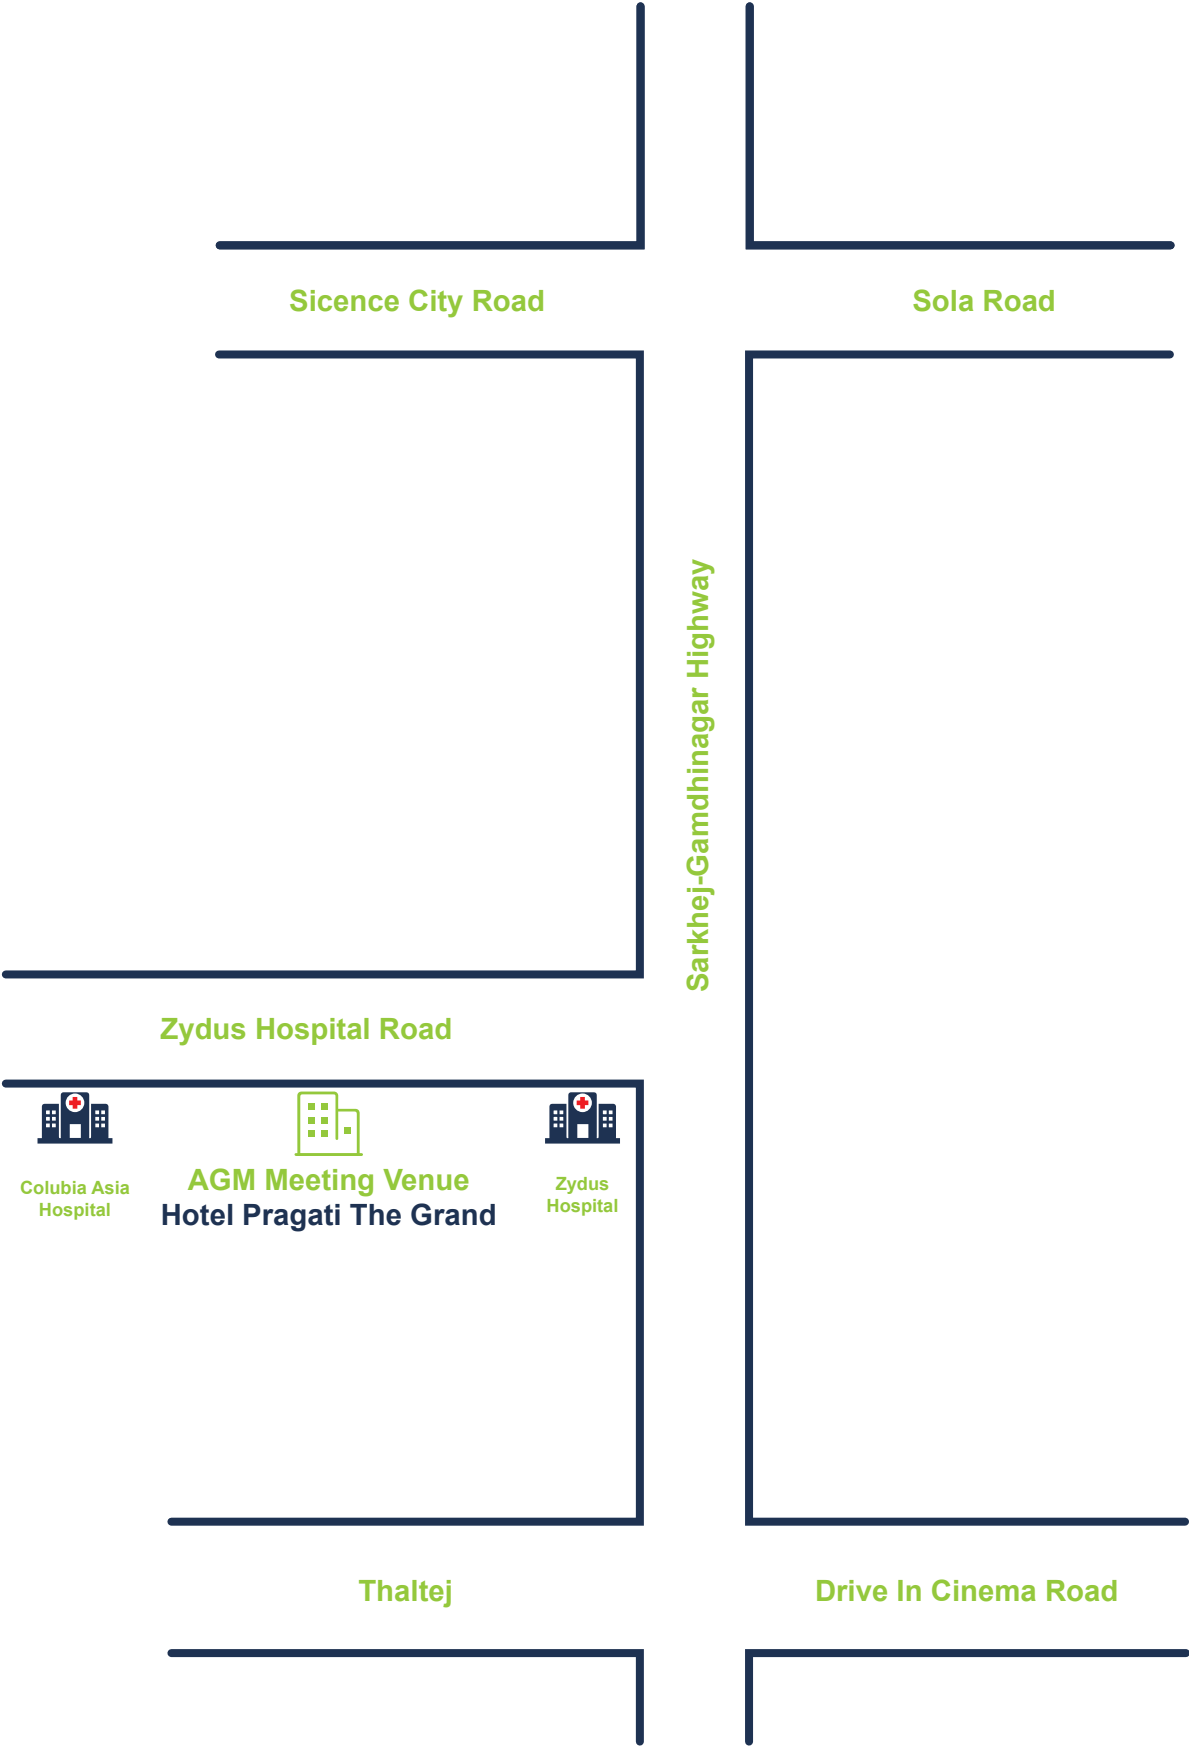 Sicence City Road
Sola Road
Sarkhej-Gamdhinagar Highway
Zydus Hospital Road
Colubia Asia
Hospital
AGM Meeting Venue
Hotel Pragati The Grand
Zydus
Hospital
Thaltej
Drive In Cinema Road